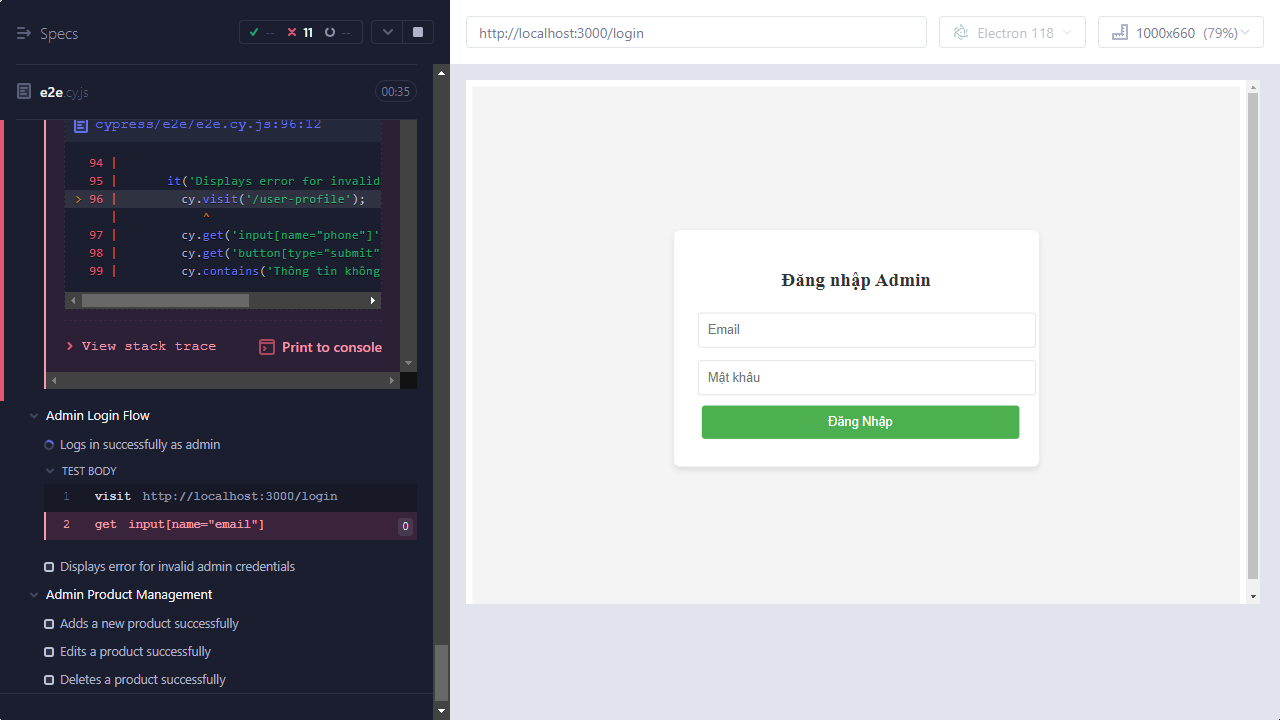 Specs
-- 11 --
e2e.cy.js
00:35
cypress/e2e/e2e.cy.js:96:12
94 |
95 | it('Displays error for invalid
> 96 | cy.visit('/user-profile');
| ^
97 | cy.get('input[name="phone"]'
98 | cy.get('button[type="submit"
99 | cy.contains('Thông tin không
View stack trace
Print to console
Admin Login Flow
Logs in successfully as admin
TEST BODY
1 visit http://localhost:3000/login
2 get input[name="email"] 0
Displays error for invalid admin credentials
Admin Product Management
Adds a new product successfully
Edits a product successfully
Deletes a product successfully
http://localhost:3000/login
Electron 118
1000x660 (79%)
Đăng nhập Admin
Email
Mật khẩu
Đăng Nhập